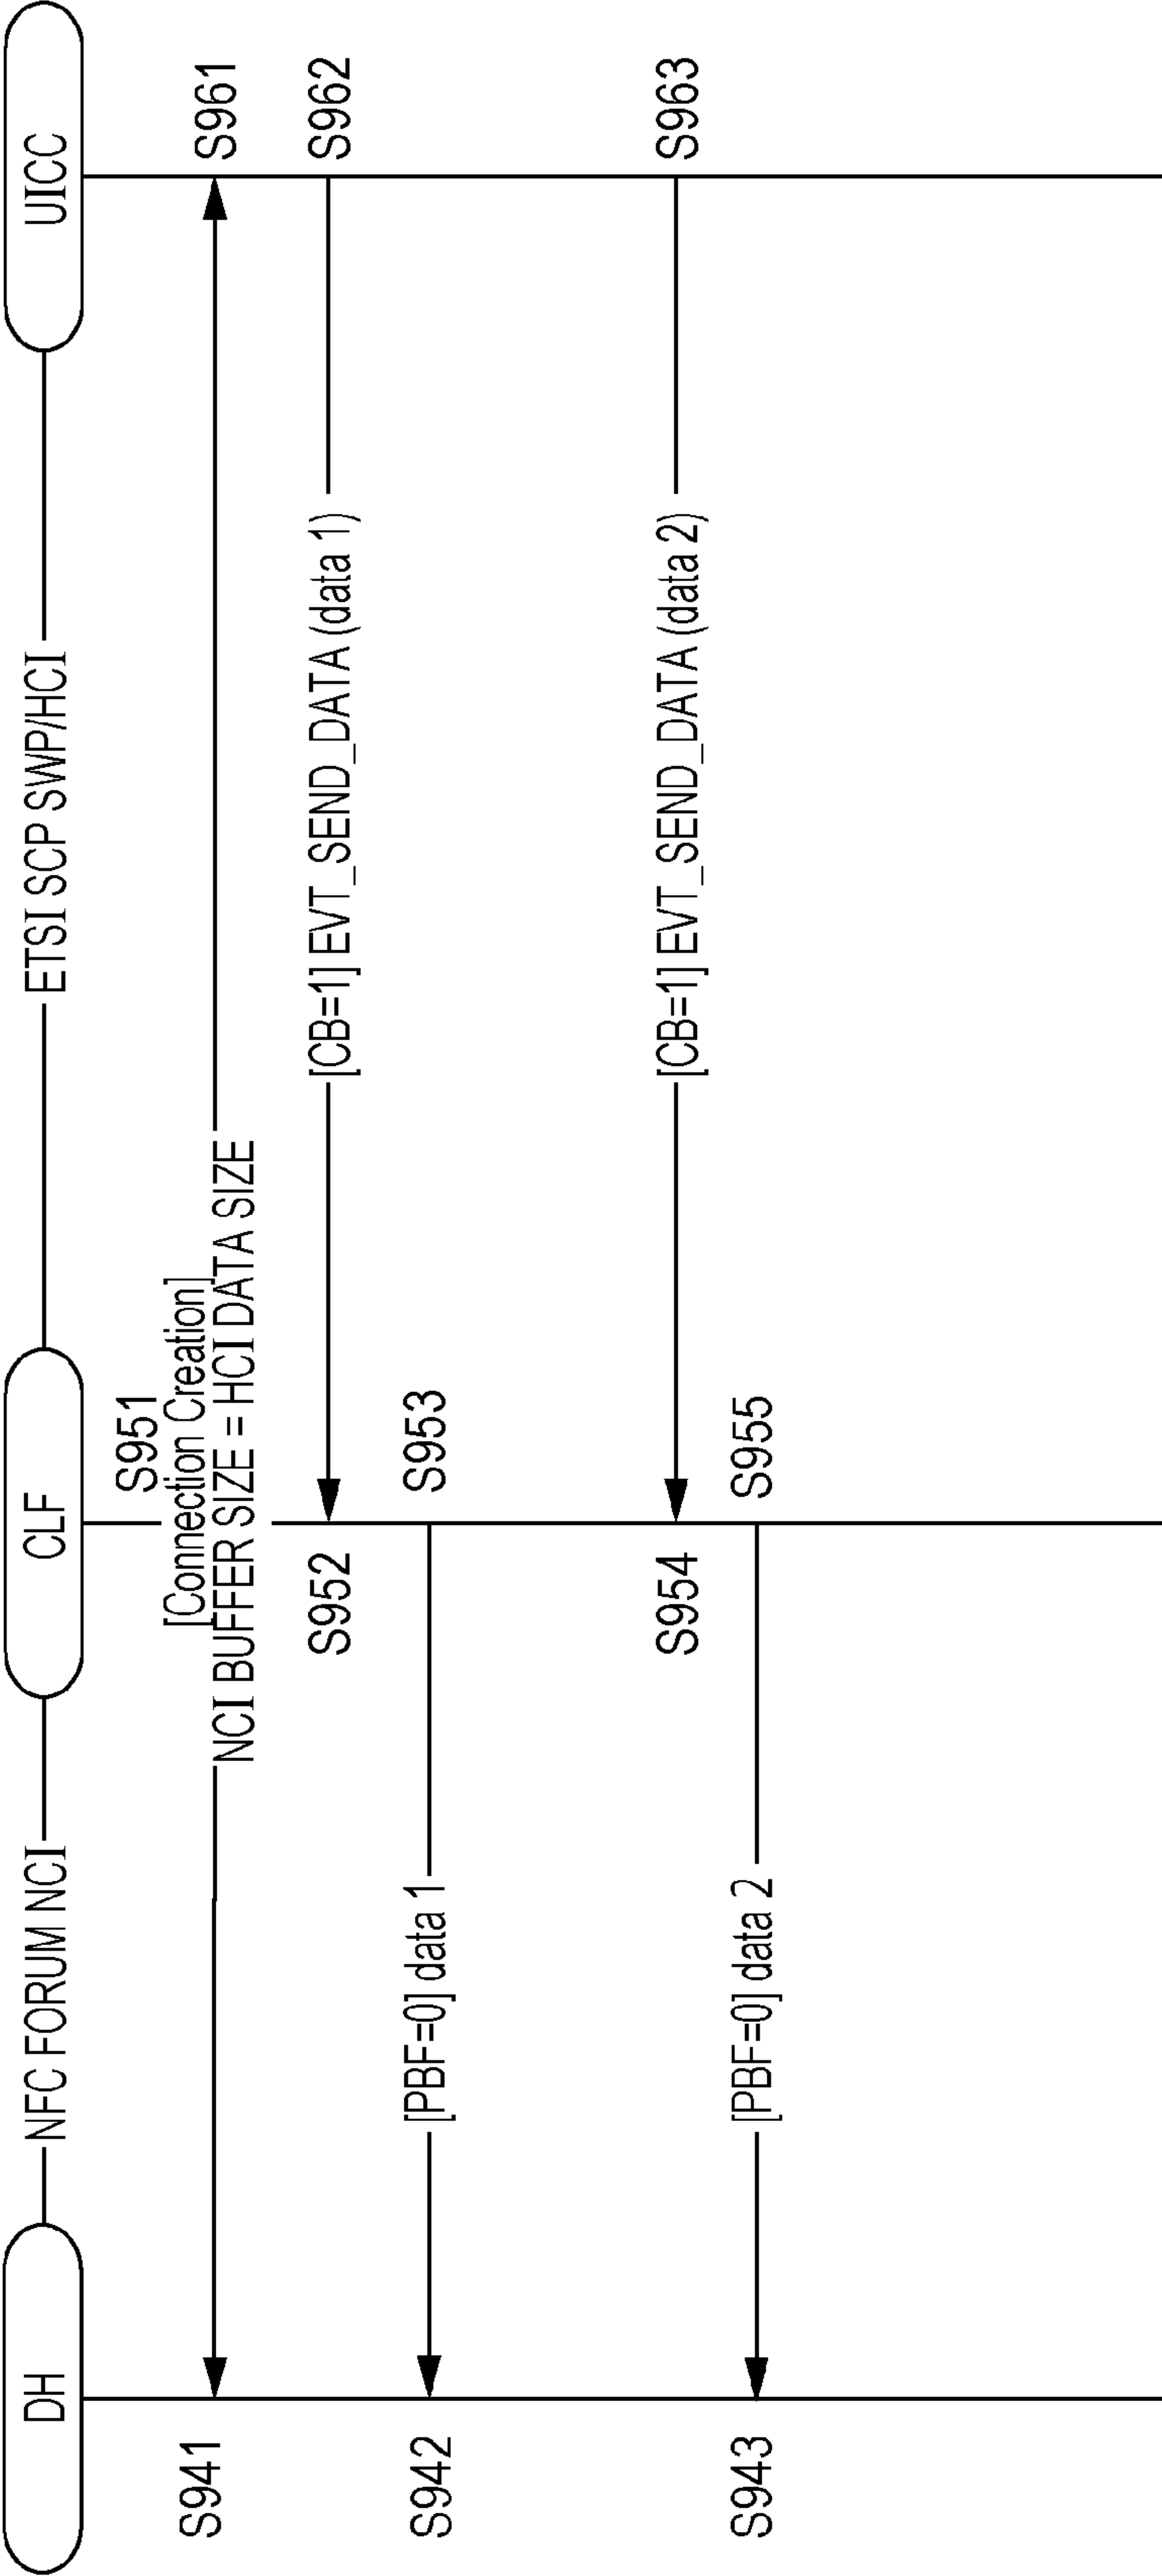 DH
NFC FORUM NCI
CLF
ETSI SCP SWP/HCI
UICC
S951
[Connection Creation]
S941
NCI BUFFER SIZE = HCI DATA SIZE
S961
S952
[CB=1] EVT_SEND_DATA (data 1)
S962
S942
[PBF=0] data 1
S953
S954
[CB=1] EVT_SEND_DATA (data 2)
S963
S943
[PBF=0] data 2
S955